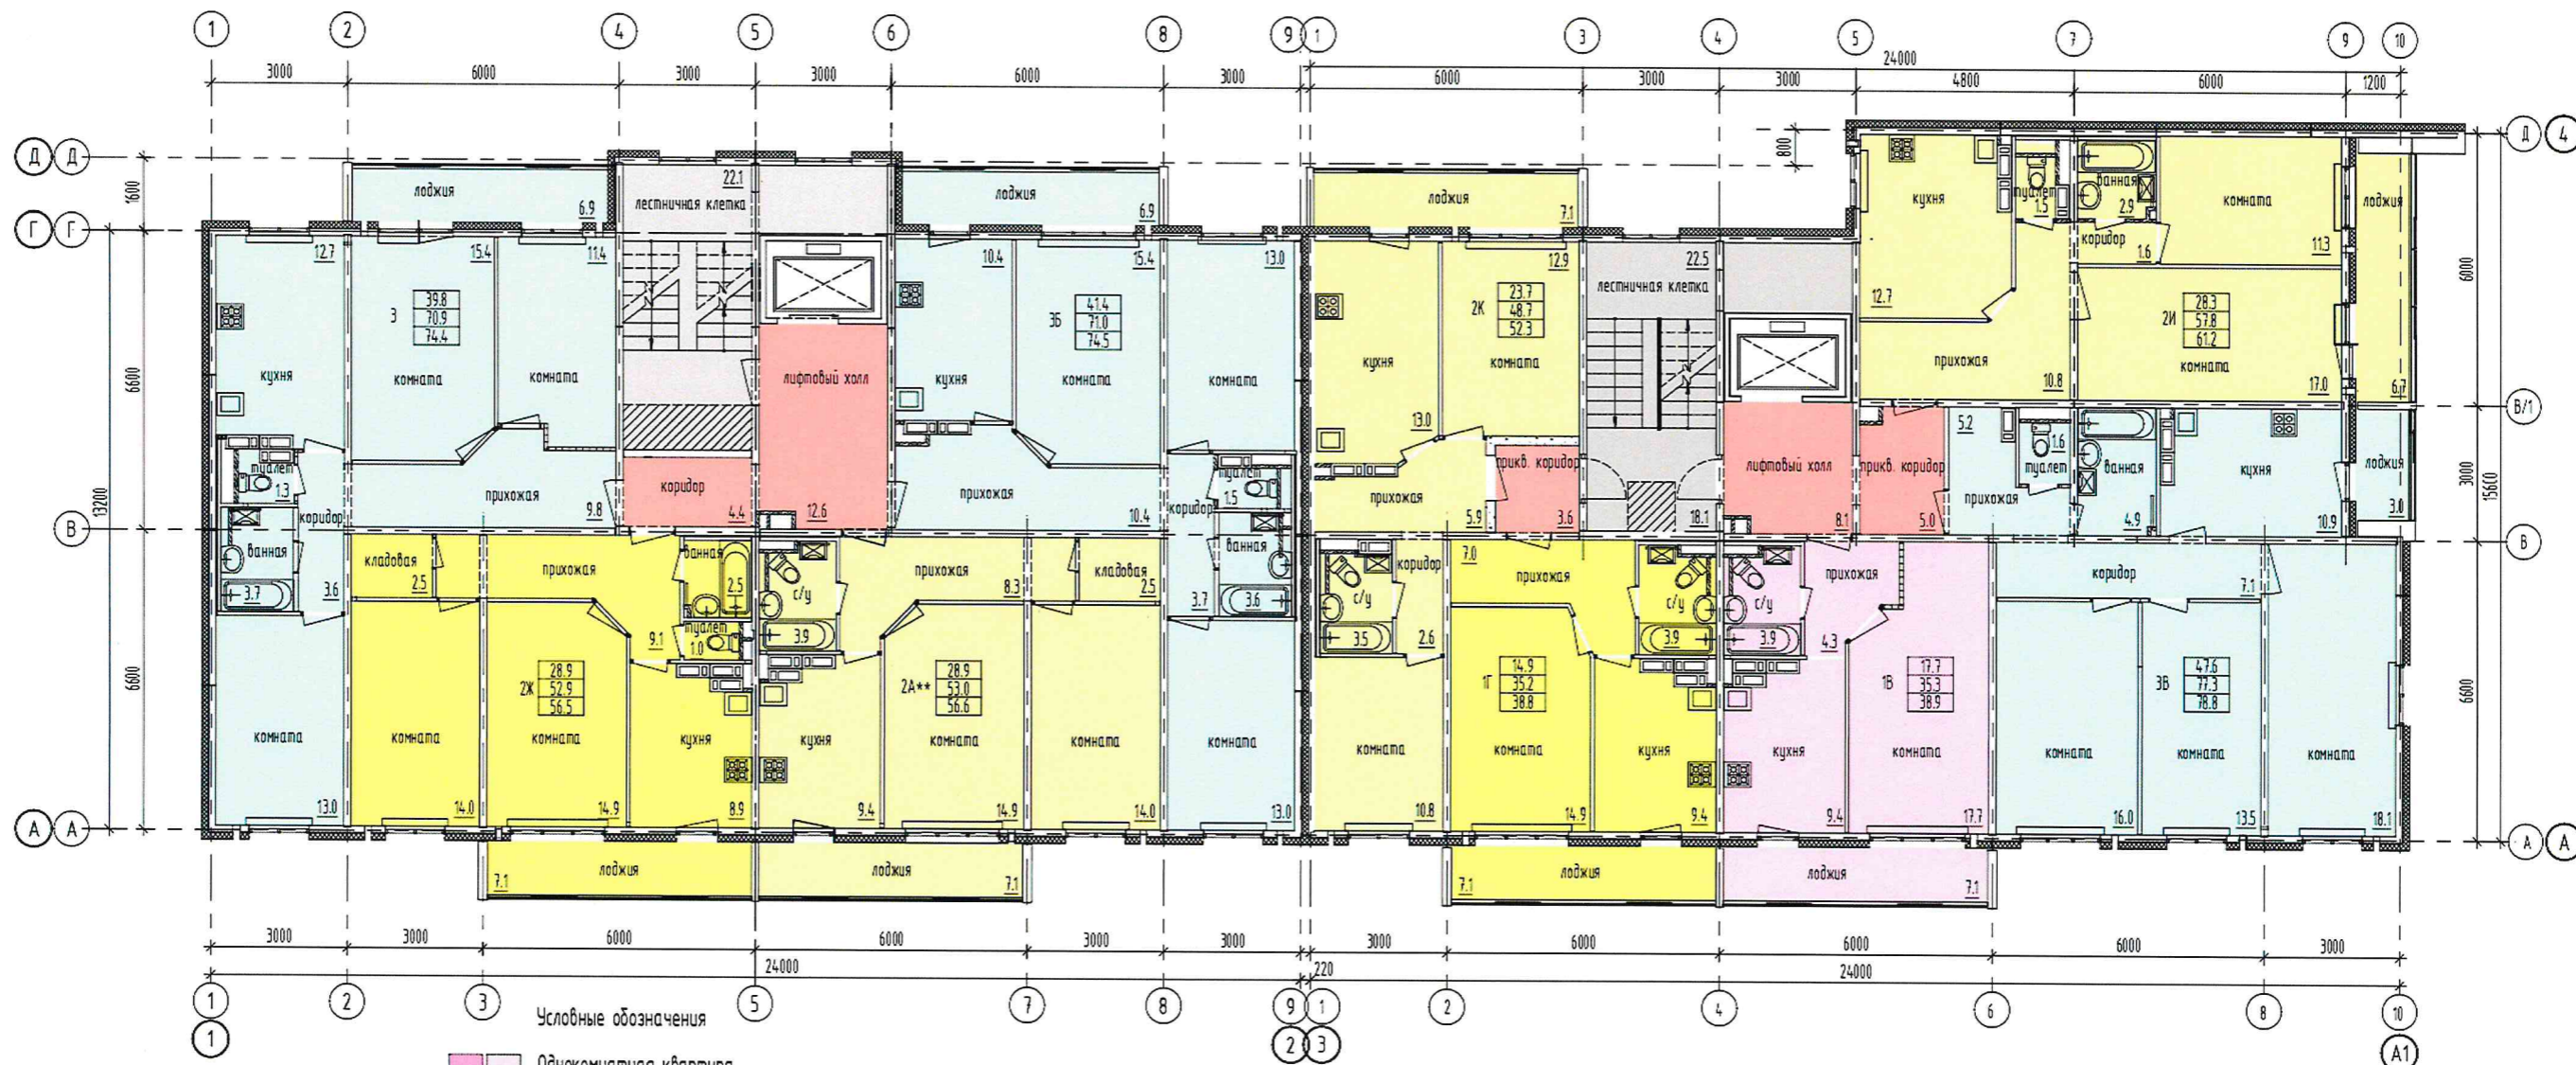 1 2 4 5 6 8 9 1 3 4 5 7 9 10
3000 6000 3000 3000 6000 3000 6000 3000 3000 4800 6000 1200
24000
Д Д
Г Г
В
А А
1600
6600
13200
6600
800
Д 4
В/1
В
А А
6000
3000
15600
6600
лоджия
6.9
22.1
лестничная клетка
лоджия
6.9
лоджия
7.1
кухня
12.7
туалет
1.5
ванная
2.9
комната
11.3
коридор
1.6
лоджия
6.7
12.7
кухня
15.4
комната
11.4
комната
3
39.8
70.9
74.4
лифтовый холл
12.6
10.4
кухня
15.4
комната
3Б
41.4
71.0
74.5
13.0
комната
кухня
13.0
12.9
комната
2К
23.7
48.7
52.3
22.5
лестничная клетка
18.1
прихожая
10.8
2И
28.3
57.8
61.2
комната
17.0
туалет
1.3
прихожая
9.8
коридор
4.4
прихожая
10.4
коридор
туалет
1.5
прихожая
5.9
прикв. коридор
3.6
лифтовый холл
8.1
прикв. коридор
5.0
5.2
прихожая
1.6
туалет
ванная
4.9
кухня
10.9
лоджия
3.0
ванная
3.7
коридор
3.6
кладовая
2.5
прихожая
9.1
ванная
2.5
туалет
1.0
с/у
3.9
прихожая
8.3
кладовая
2.5
3.7
ванная
3.6
с/у
3.5
коридор
2.6
7.0
прихожая
с/у
3.9
с/у
3.9
прихожая
4.3
коридор
7.1
комната
13.0
комната
14.0
2Ж
28.9
52.9
56.5
комната
14.9
кухня
8.9
кухня
9.4
2А**
28.9
53.0
56.6
комната
14.9
комната
14.0
комната
13.0
комната
10.8
1Г
14.9
35.2
38.8
комната
14.9
кухня
9.4
кухня
9.4
1В
17.7
35.3
38.9
комната
17.7
комната
16.0
3В
47.6
77.3
78.8
комната
13.5
комната
18.1
7.1
лоджия
лоджия
7.1
7.1
лоджия
лоджия
7.1
3000 3000 6000 6000 3000 3000 3000 6000 6000 6000 3000
24000 220 24000
1 2 3 5 7 8 9 1 2 4 6 8 10
1 2 3 А1
Условные обозначения
Однокомнатная квартира